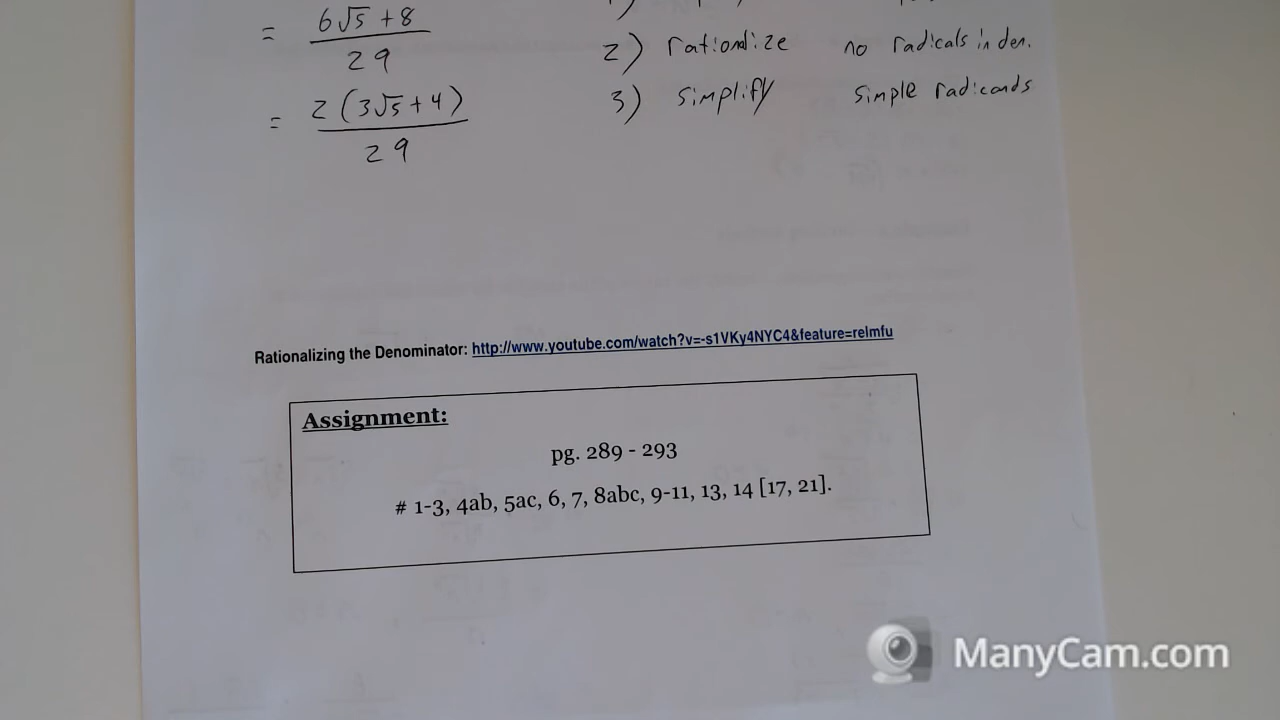 = 6√5 + 8 / 29
2) rationalize no radicals in den.
= 2(3√5 + 4) / 29
3) simplify simple radicands
Rationalizing the Denominator: http://www.youtube.com/watch?v=-s1VKy4NYC4&feature=relmfu
Assignment:
pg. 289 - 293
# 1-3, 4ab, 5ac, 6, 7, 8abc, 9-11, 13, 14 [17, 21].
ManyCam.com